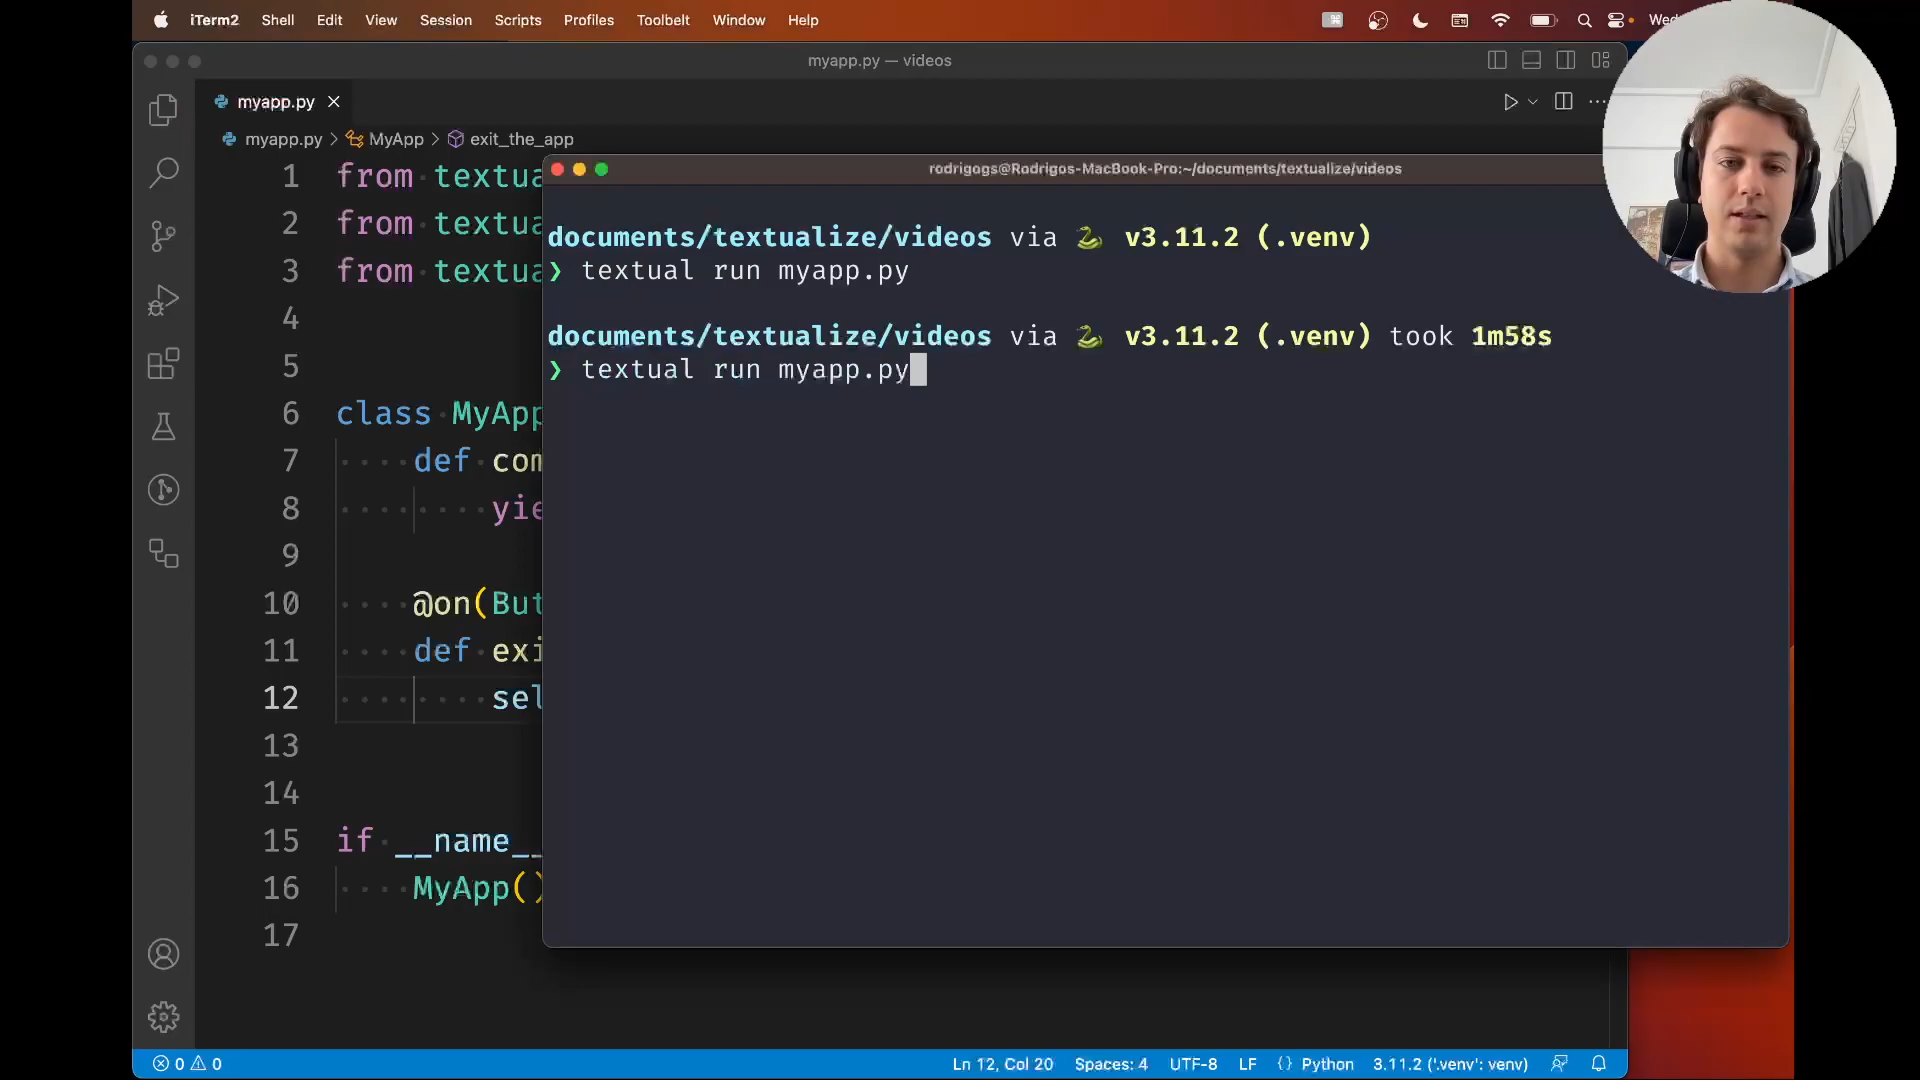 iTerm2 Shell Edit View Session Scripts Profiles Toolbelt Window Help Wed
myapp.py — videos
myapp.py
myapp.py > MyApp > exit_the_app
rodrigogs@Rodrigos-MacBook-Pro:~/documents/textualize/videos
documents/textualize/videos via v3.11.2 (.venv)
❯ textual run myapp.py
documents/textualize/videos via v3.11.2 (.venv) took 1m58s
❯ textual run myapp.py
1 from textua
2 from textua
3 from textua
4
5
6 class MyApp
7 def com
8 yie
9
10 @on(But
11 def exi
12 sel
13
14
15 if __name__
16 MyApp()
17
0 0 Ln 12, Col 20 Spaces: 4 UTF-8 LF {} Python 3.11.2 ('.venv': venv)